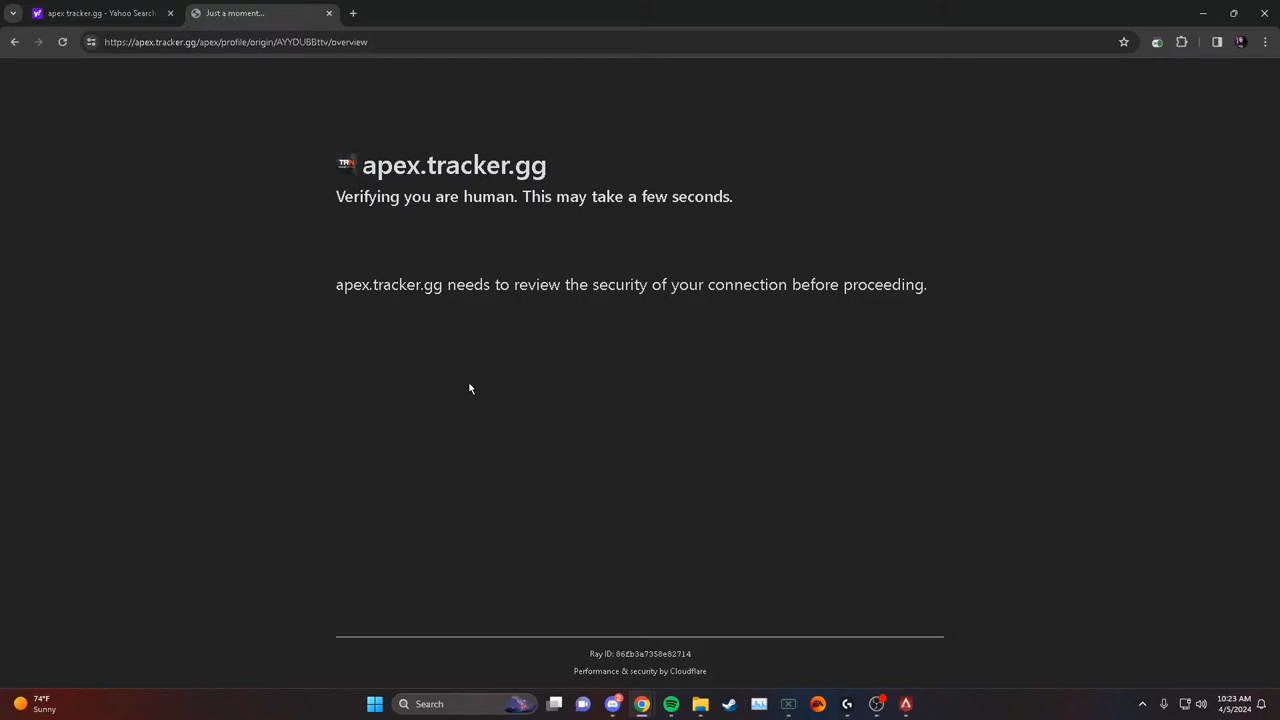 apex tracker.gg - Yahoo Search
Just a moment...
https://apex.tracker.gg/apex/profile/origin/AYYDUBBttv/overview
TRN
apex.tracker.gg
Verifying you are human. This may take a few seconds.
apex.tracker.gg needs to review the security of your connection before proceeding.
Ray ID: 86fb3a7358e82714
Performance & security by Cloudflare
74°F
Sunny
Search
2
EA
10:23 AM
4/5/2024